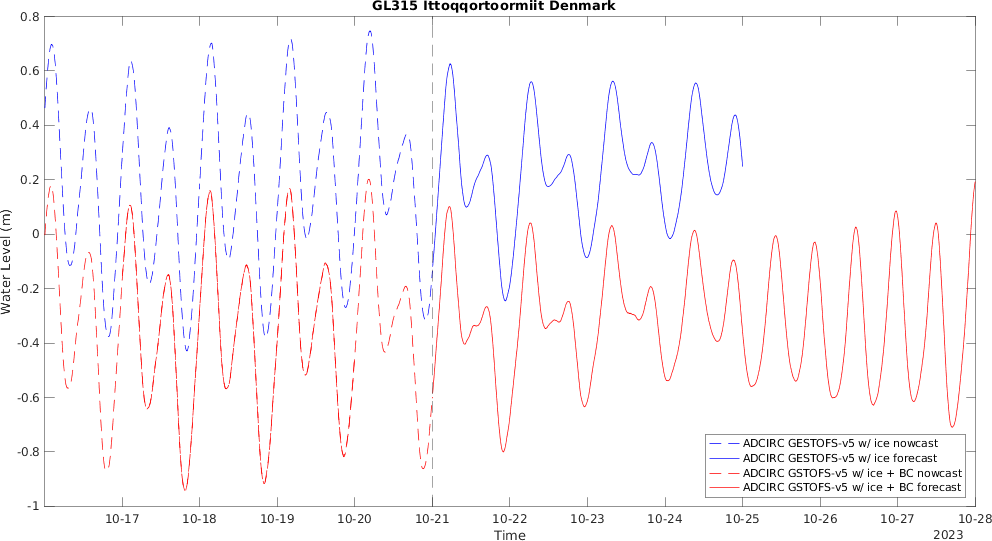 GL315 Ittoqqortoormiit Denmark
0.8
0.6
0.4
0.2
0
-0.2
-0.4
-0.6
-0.8
-1
Water Level (m)
10-17 10-18 10-19 10-20 10-21 10-22 10-23 10-24 10-25 10-26 10-27 10-28
Time
2023
ADCIRC GESTOFS-v5 w/ ice nowcast
ADCIRC GESTOFS-v5 w/ ice forecast
ADCIRC GSTOFS-v5 w/ ice + BC nowcast
ADCIRC GSTOFS-v5 w/ ice + BC forecast